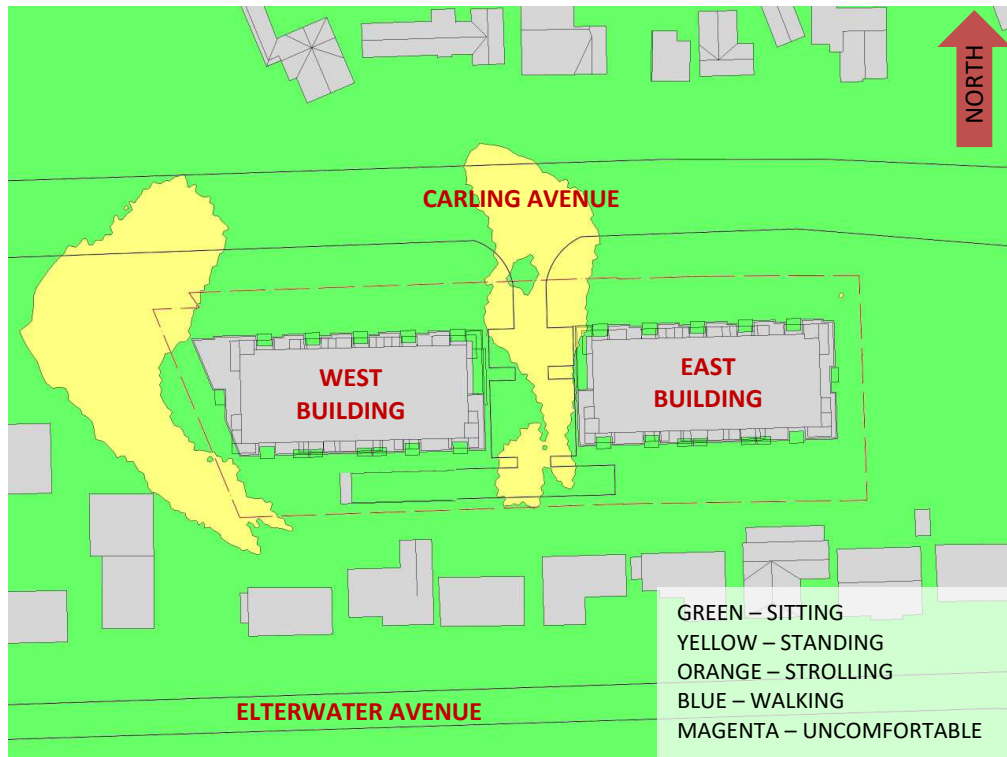 NORTH
CARLING AVENUE
WEST
BUILDING
EAST
BUILDING
GREEN – SITTING
YELLOW – STANDING
ORANGE – STROLLING
BLUE – WALKING
MAGENTA – UNCOMFORTABLE
ELTERWATER AVENUE